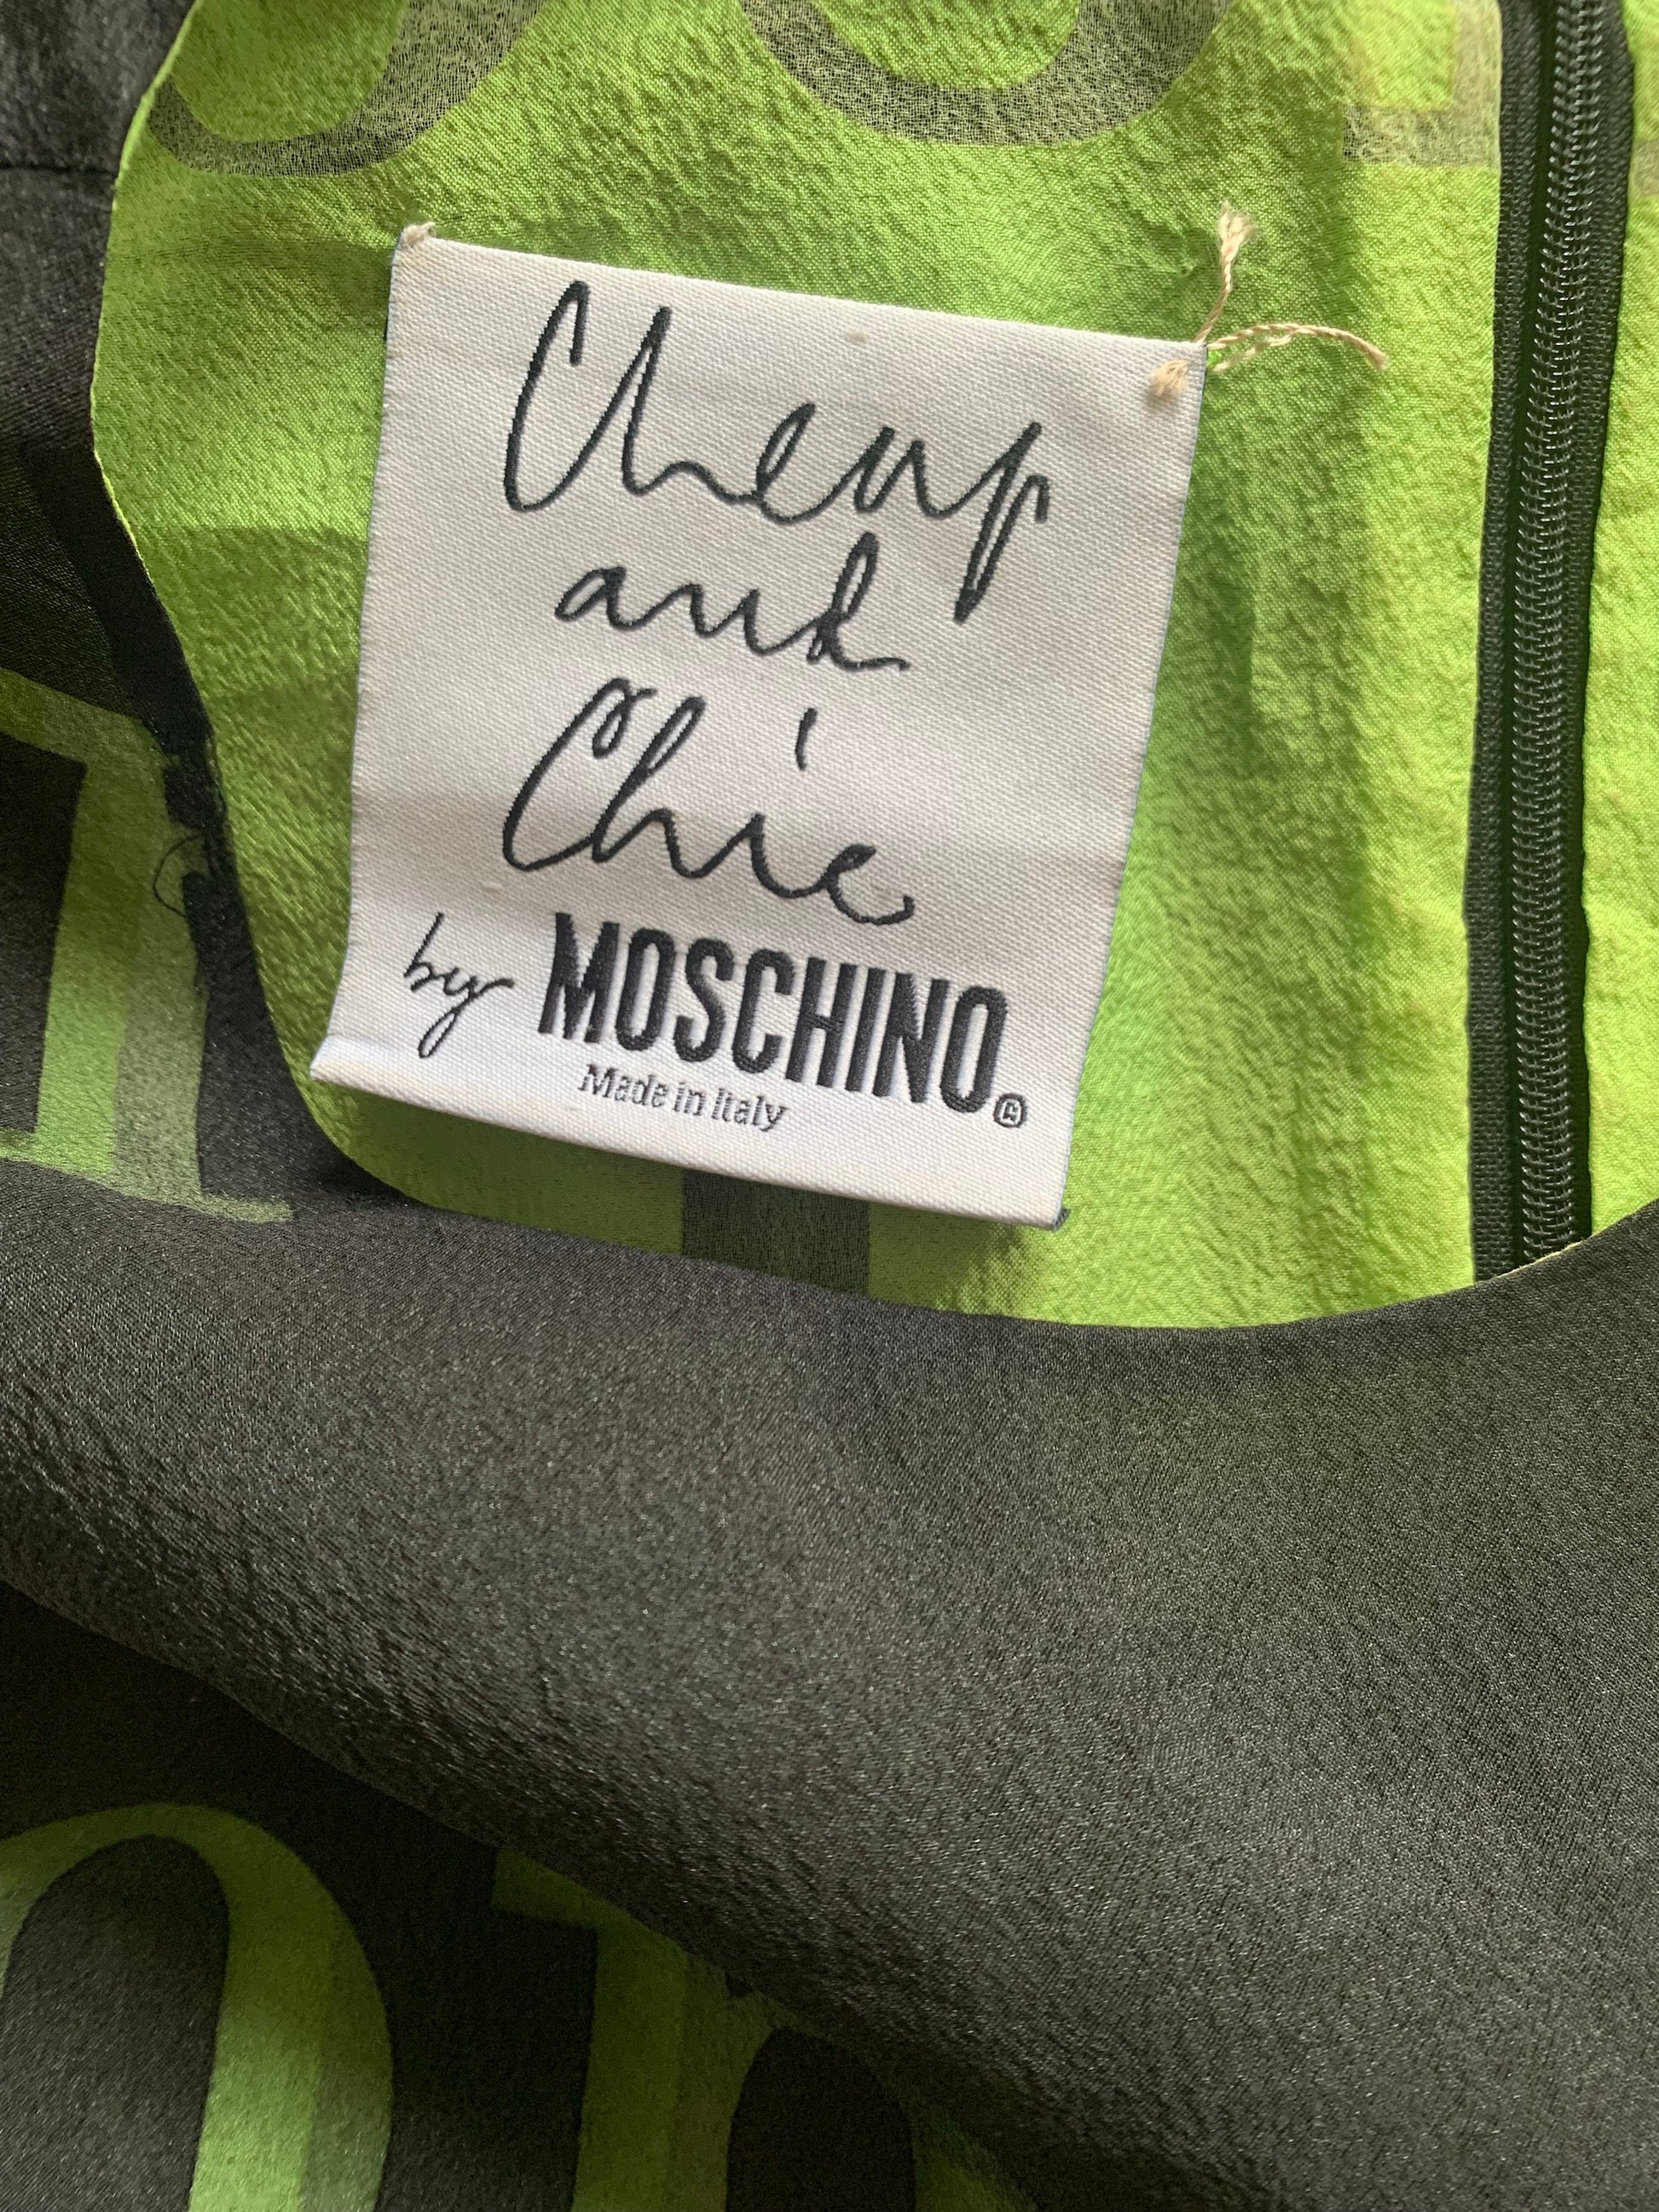 Cheap
and
Chic
by MOSCHINO®
Made in Italy